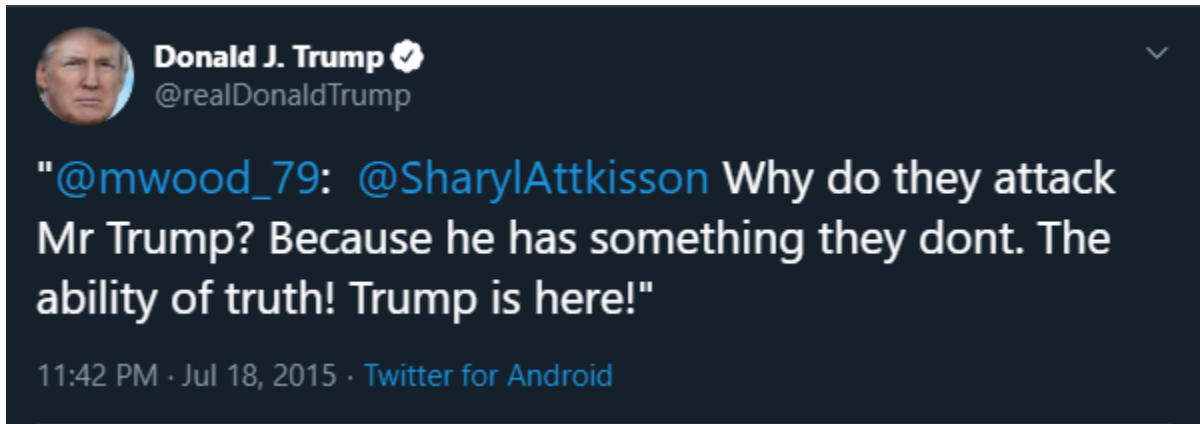 Donald J. Trump
@realDonaldTrump
"@mwood_79:  @SharylAttkisson Why do they attack
Mr Trump? Because he has something they dont. The
ability of truth! Trump is here!"
11:42 PM · Jul 18, 2015 · Twitter for Android